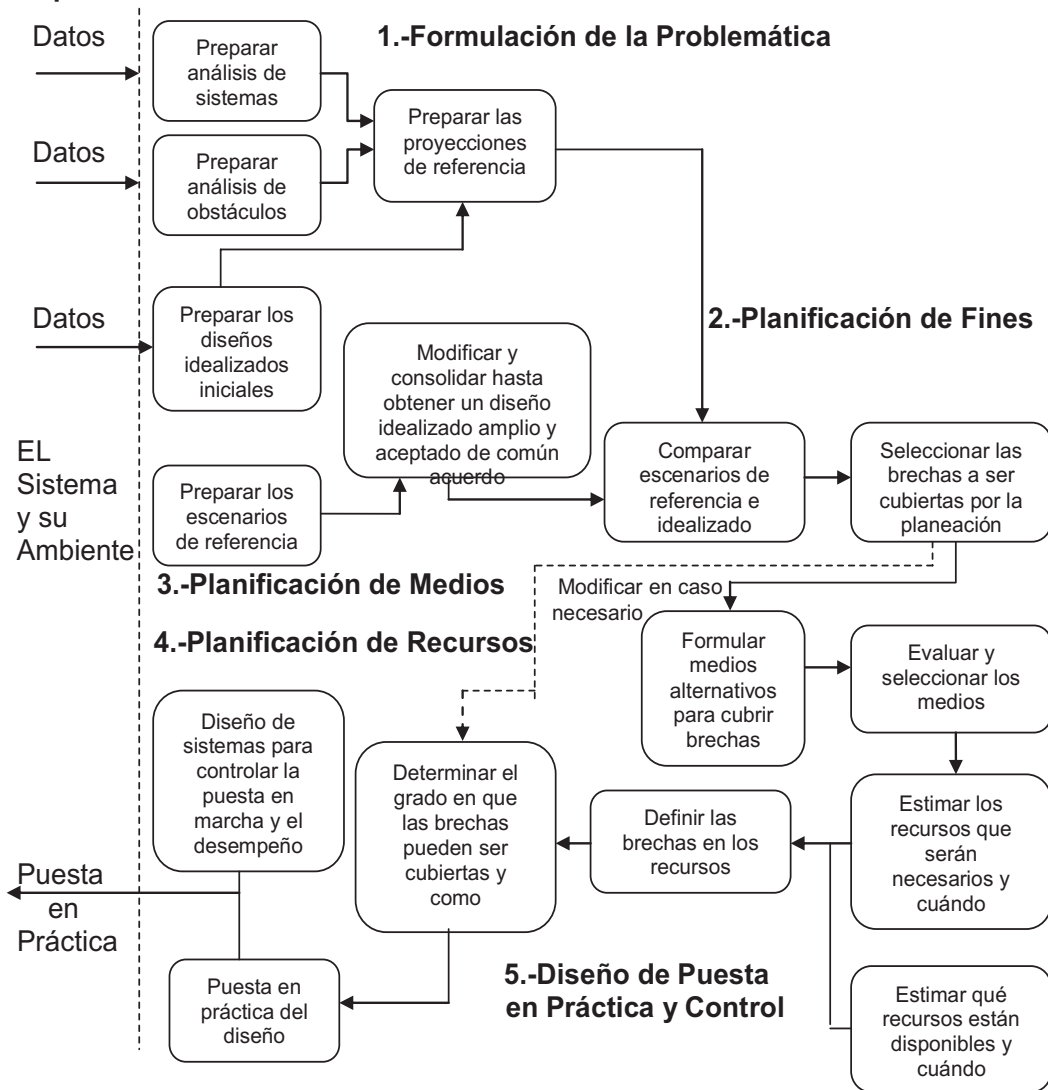 Datos
Preparar
análisis de
sistemas
1.-Formulación de la Problemática
Preparar las
proyecciones
de referencia
Datos
Preparar
análisis de
obstáculos
Datos
Preparar los
diseños
idealizados
iniciales
2.-Planificación de Fines
Modificar y
consolidar hasta
obtener un diseño
idealizado amplio y
aceptado de común
acuerdo
Comparar
escenarios de
referencia e
idealizado
Seleccionar las
brechas a ser
cubiertas por la
planeación
EL
Sistema
y su
Ambiente
Preparar los
escenarios
de referencia
3.-Planificación de Medios
Modificar en caso
necesario
4.-Planificación de Recursos
Formular
medios
alternativos
para cubrir
brechas
Evaluar y
seleccionar los
medios
Diseño de
sistemas para
controlar la
puesta en
marcha y el
desempeño
Determinar el
grado en que
las brechas
pueden ser
cubiertas y
como
Definir las
brechas en los
recursos
Estimar los
recursos que
serán
necesarios y
cuándo
Puesta
en
Práctica
Puesta en
práctica del
diseño
5.-Diseño de Puesta
en Práctica y Control
Estimar qué
recursos están
disponibles y
cuándo